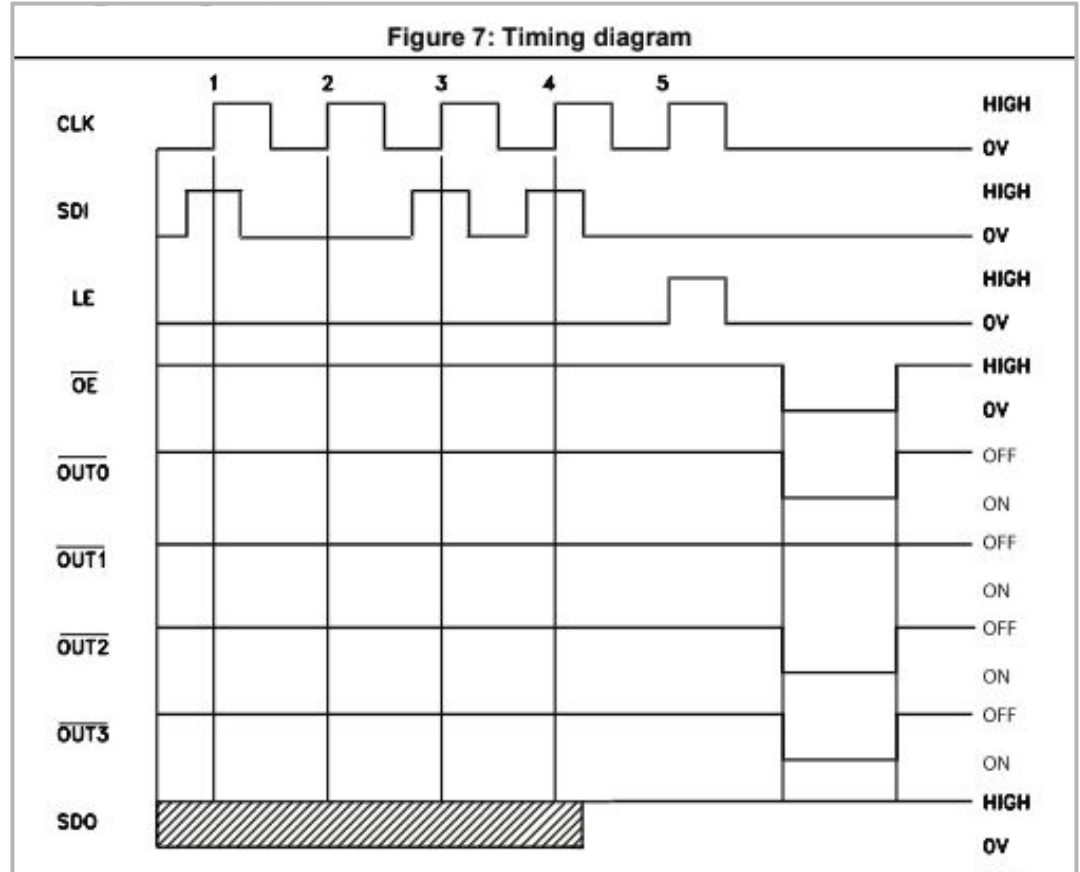 Figure 7: Timing diagram
1 2 3 4 5
CLK HIGH
0V
SDI HIGH
0V
LE HIGH
0V
OE HIGH
0V
OUT0 OFF
ON
OUT1 OFF
ON
OUT2 OFF
ON
OUT3 OFF
ON
SDO HIGH
0V